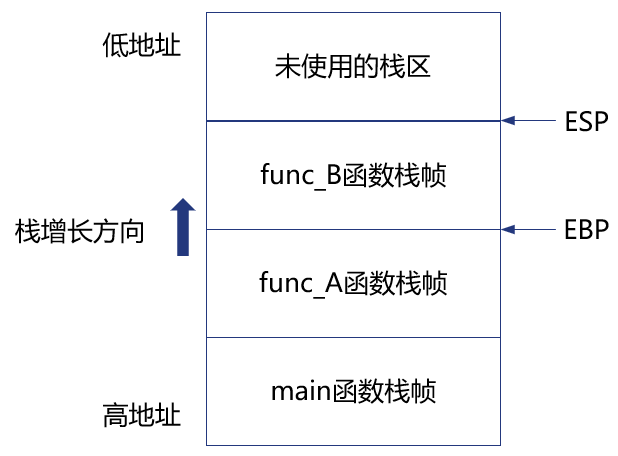 低地址
未使用的栈区
ESP
func_B函数栈帧
栈增长方向
EBP
func_A函数栈帧
main函数栈帧
高地址